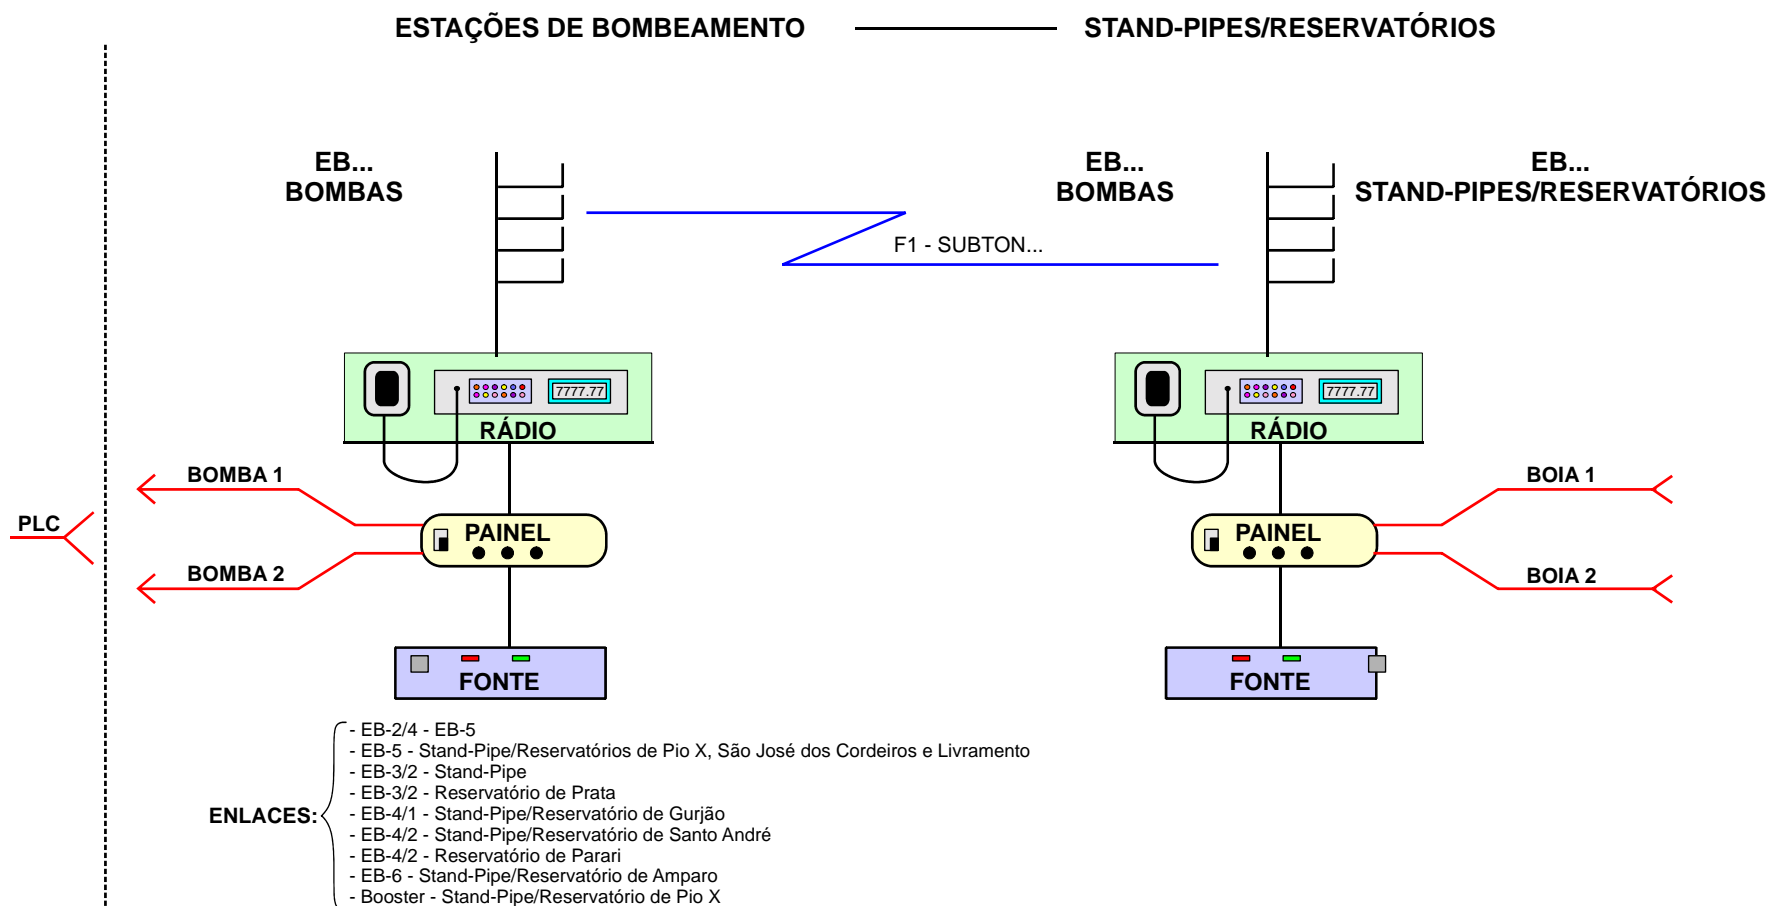 ESTAÇÕES DE BOMBEAMENTO
STAND-PIPES/RESERVATÓRIOS
EB...
BOMBAS
EB...
BOMBAS
EB...
STAND-PIPES/RESERVATÓRIOS
F1 - SUBTON...
7777.77
RÁDIO
7777.77
RÁDIO
BOMBA 1
BOIA 1
PLC
PAINEL
PAINEL
BOMBA 2
BOIA 2
FONTE
FONTE
ENLACES:
- EB-2/4 - EB-5
- EB-5 - Stand-Pipe/Reservatórios de Pio X, São José dos Cordeiros e Livramento
- EB-3/2 - Stand-Pipe
- EB-3/2 - Reservatório de Prata
- EB-4/1 - Stand-Pipe/Reservatório de Gurjão
- EB-4/2 - Stand-Pipe/Reservatório de Santo André
- EB-4/2 - Reservatório de Parari
- EB-6 - Stand-Pipe/Reservatório de Amparo
- Booster - Stand-Pipe/Reservatório de Pio X